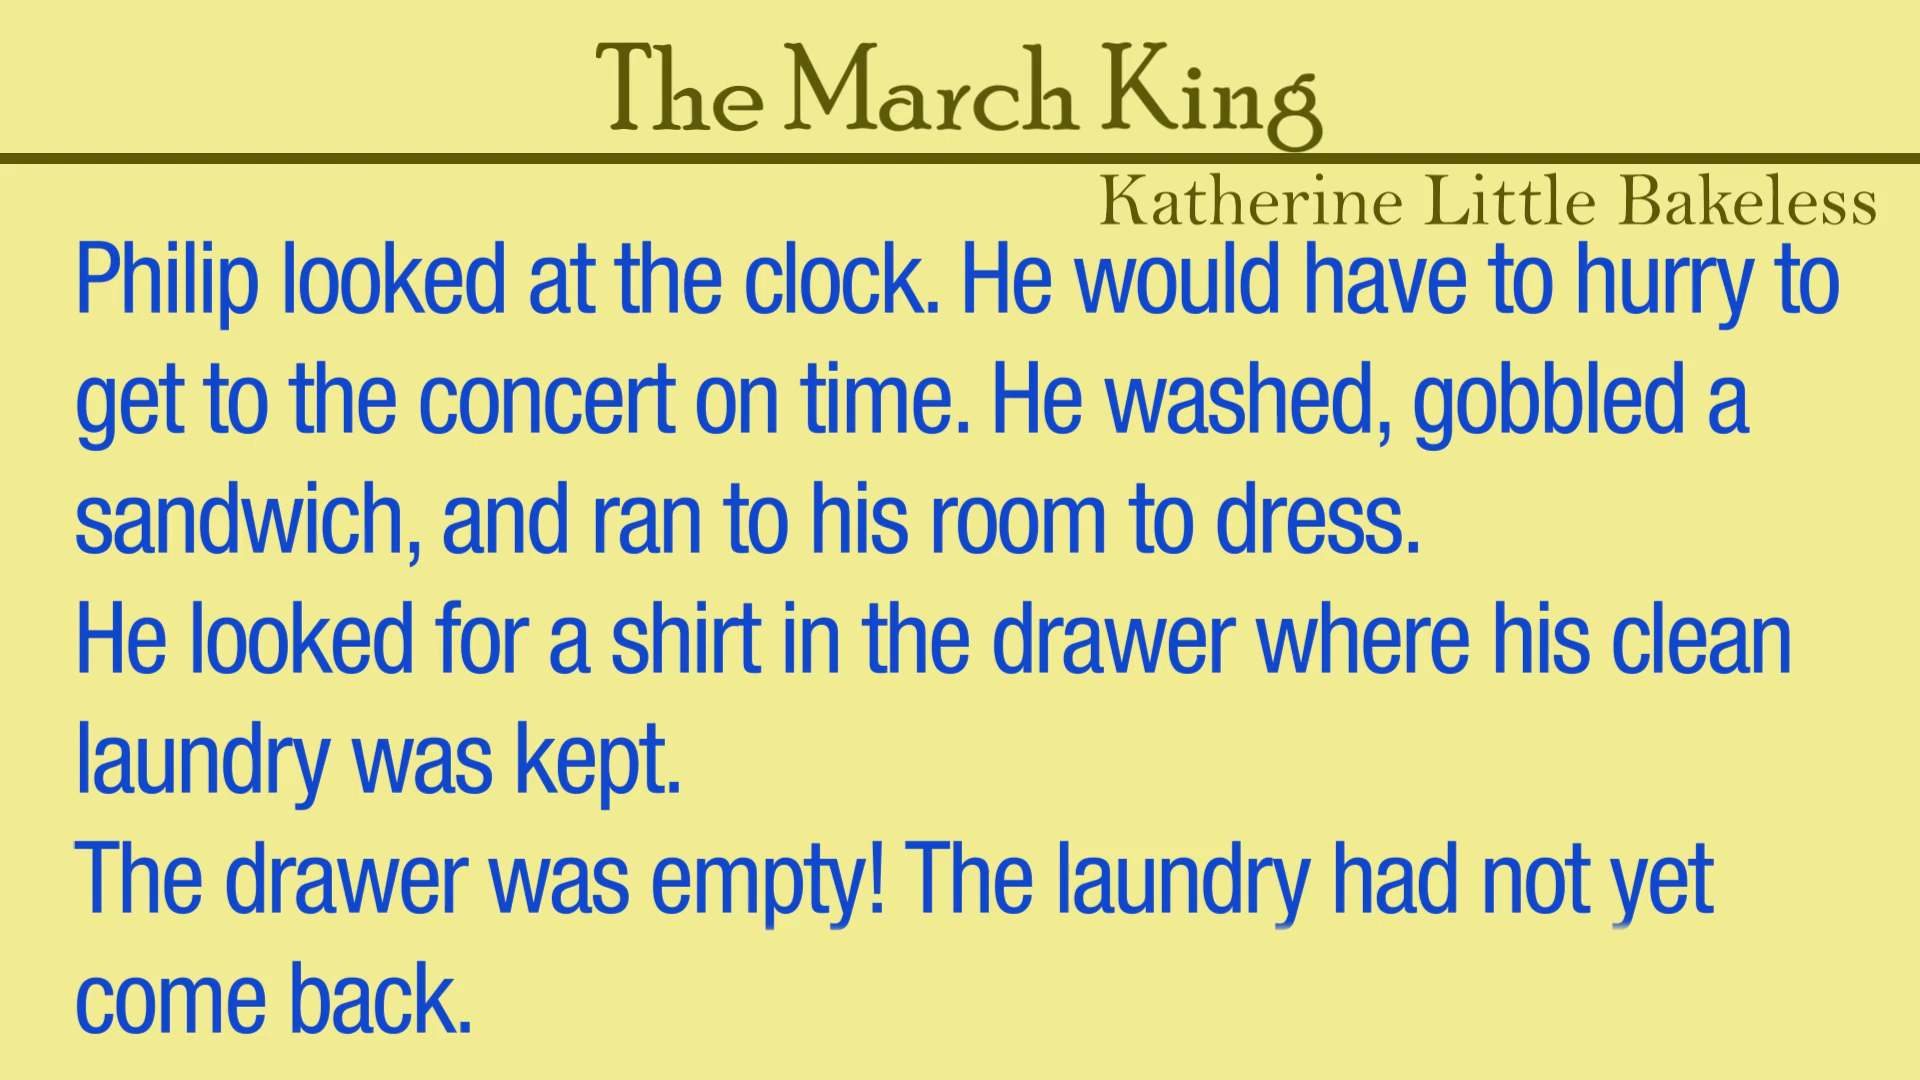 The March King
Katherine Little Bakeless
Philip looked at the clock. He would have to hurry to
get to the concert on time. He washed, gobbled a
sandwich, and ran to his room to dress.
He looked for a shirt in the drawer where his clean
laundry was kept.
The drawer was empty! The laundry had not yet
come back.